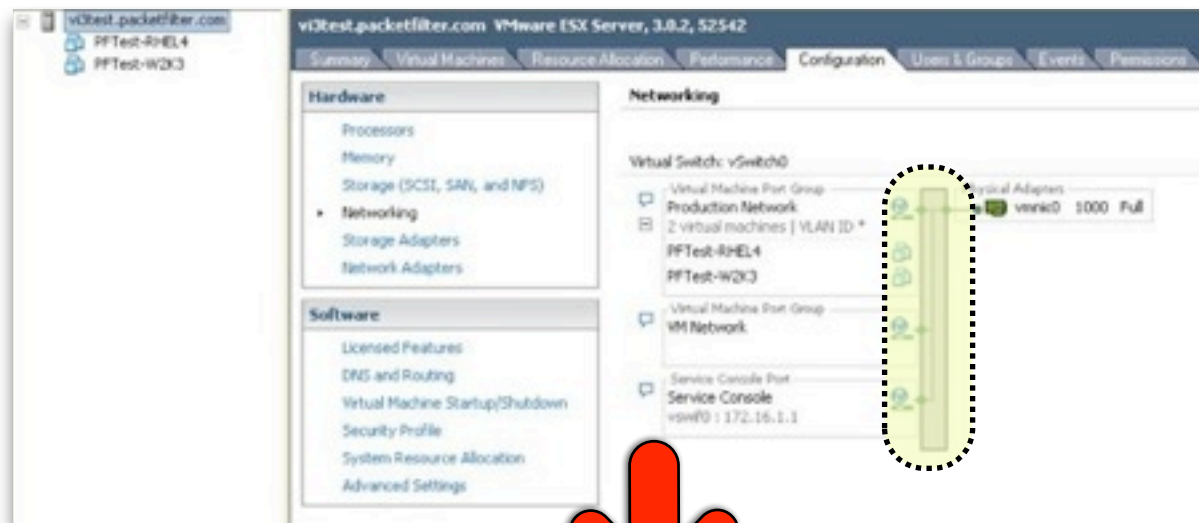 vi3test.packetfilter.com
PFTest-RHEL4
PFTest-W2K3
vi3test.packetfilter.com VMware ESX Server, 3.0.2, 52542
Summary Virtual Machines Resource Allocation Performance Configuration Users & Groups Events Permissions
Hardware
Processors
Memory
Storage (SCSI, SAN, and NFS)
Networking
Storage Adapters
Network Adapters
Software
Licensed Features
DNS and Routing
Virtual Machine Startup/Shutdown
Security Profile
System Resource Allocation
Advanced Settings
Networking
Virtual Switch: vSwitch0
Virtual Machine Port Group
Production Network
2 virtual machines | VLAN ID *
PFTest-RHEL4
PFTest-W2K3
Physical Adapters
vmnic0 1000 Full
Virtual Machine Port Group
VM Network
Service Console Port
Service Console
vswif0 : 172.16.1.1